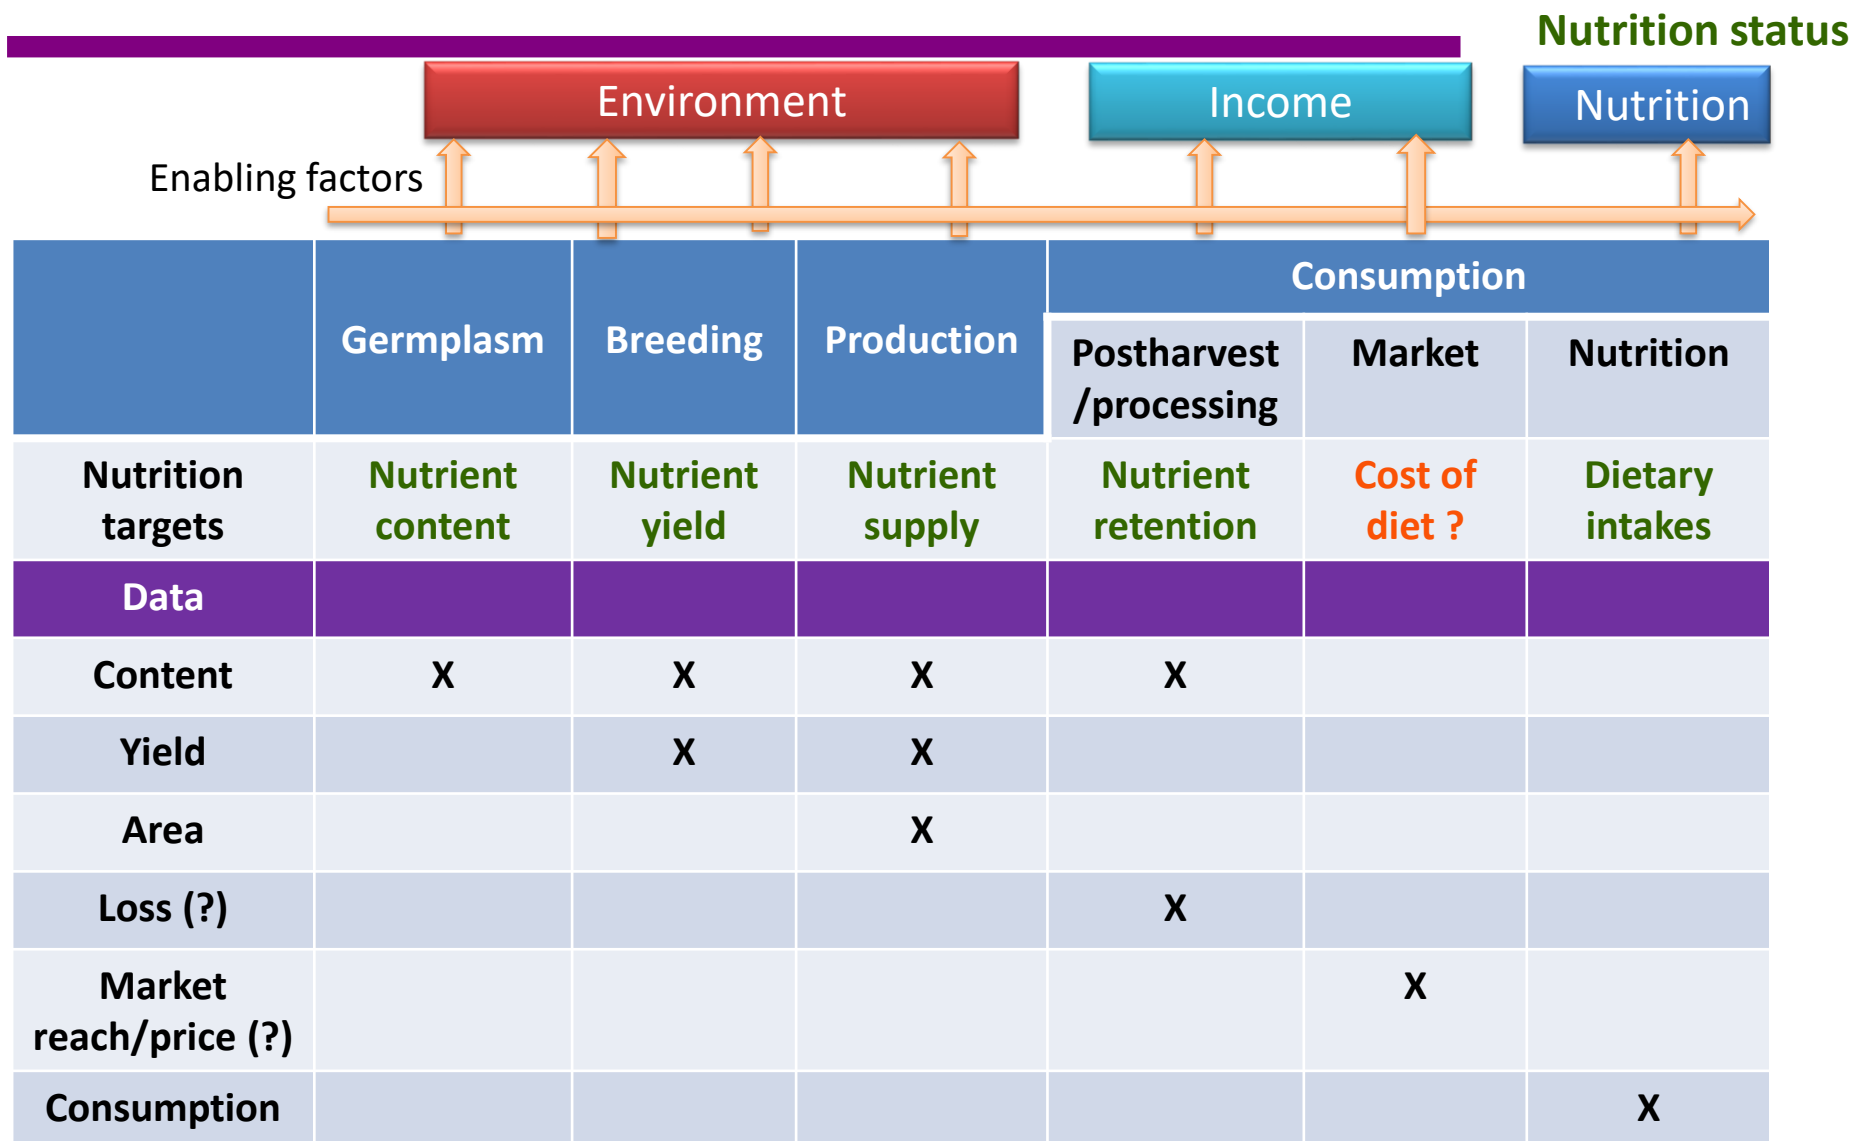 Nutrition status
Environment
Income
Nutrition
Enabling factors
Consumption
Germplasm
Breeding
Production
Postharvest
/processing
Market
Nutrition
Nutrition
targets
Nutrient
content
Nutrient
yield
Nutrient
supply
Nutrient
retention
Cost of
diet ?
Dietary
intakes
Data
Content X X X X
Yield X X
Area X
Loss (?) X
Market
reach/price (?)
X
Consumption X